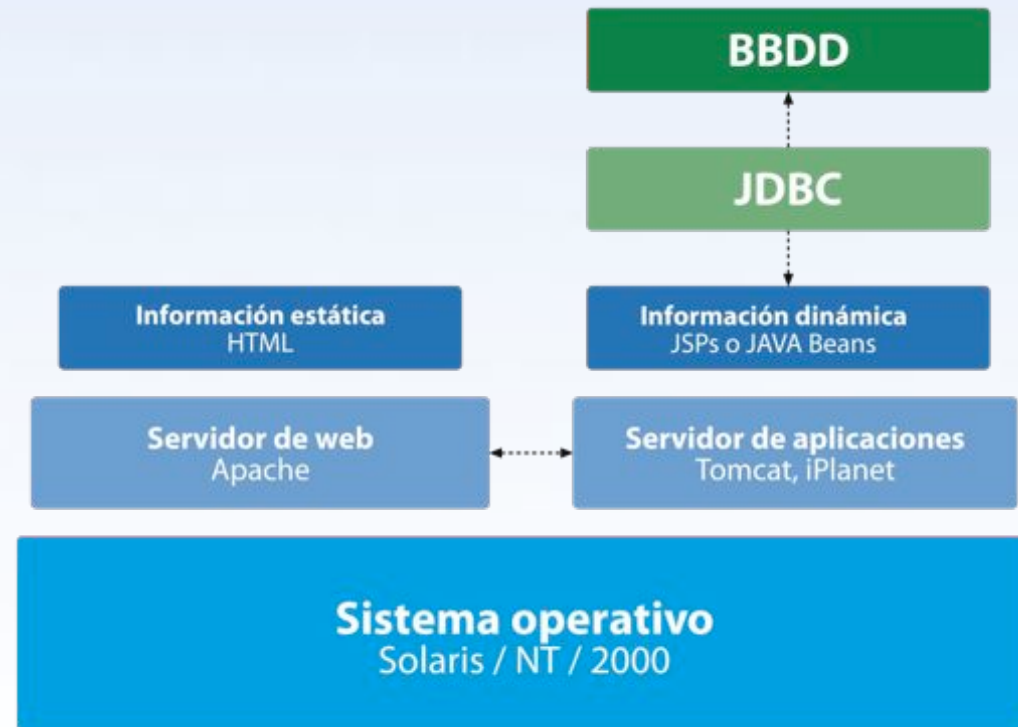 BBDD
JDBC
Información estática
HTML
Información dinámica
JSPs o JAVA Beans
Servidor de web
Apache
Servidor de aplicaciones
Tomcat, iPlanet
Sistema operativo
Solaris / NT / 2000